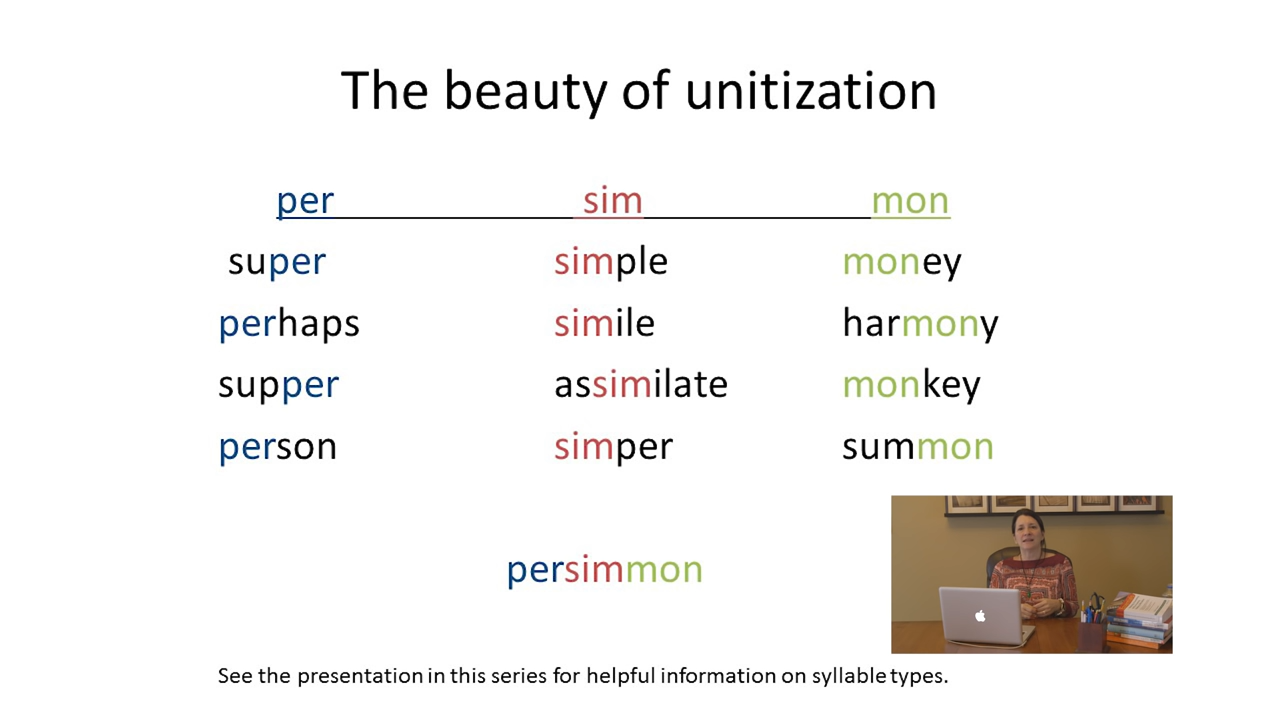 The beauty of unitization
per sim mon
super simple money
perhaps simile harmony
supper assimilate monkey
person simper summon
persimmon
See the presentation in this series for helpful information on syllable types.